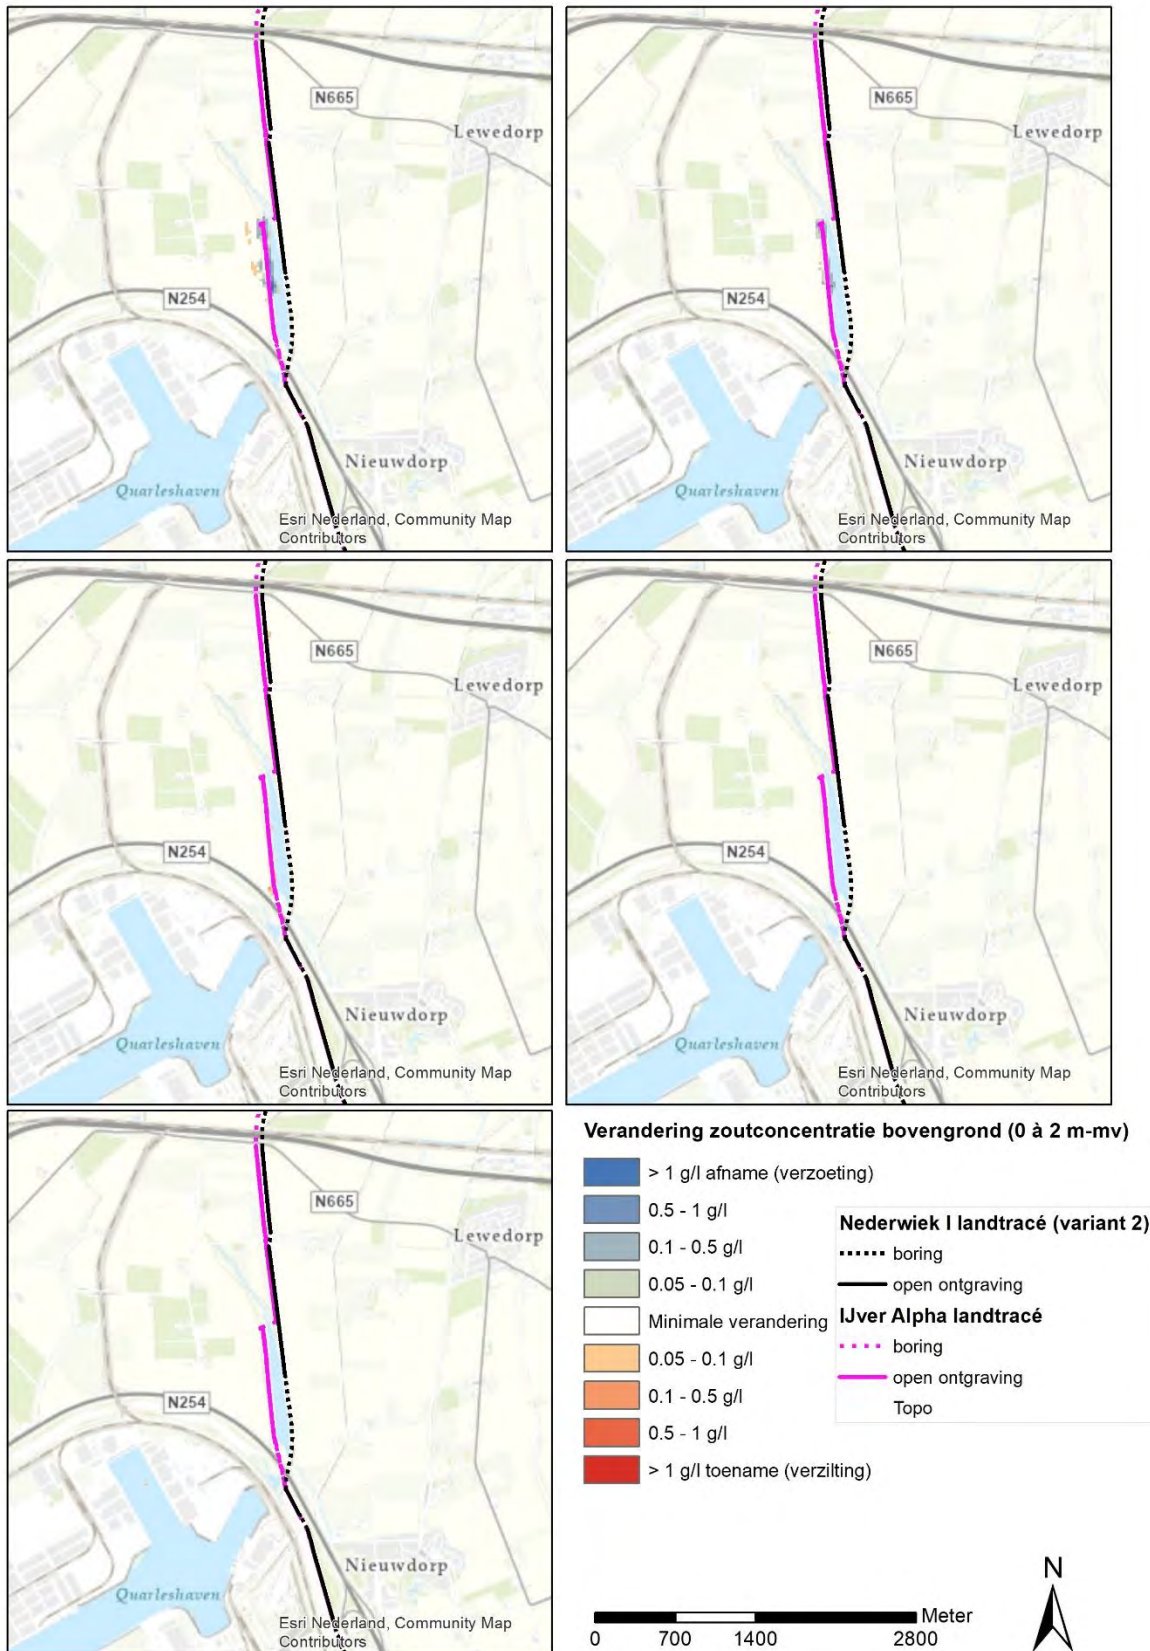 N665
Lewedorp
N254
Nieuwdorp
Quarleshaven
Esri Nederland, Community Map
Contributors
N665
Lewedorp
N254
Nieuwdorp
Quarleshaven
Esri Nederland, Community Map
Contributors
N665
Lewedorp
N254
Nieuwdorp
Quarleshaven
Esri Nederland, Community Map
Contributors
N665
Lewedorp
N254
Nieuwdorp
Quarleshaven
Esri Nederland, Community Map
Contributors
N665
Lewedorp
N254
Nieuwdorp
Quarleshaven
Esri Nederland, Community Map
Contributors
Verandering zoutconcentratie bovengrond (0 à 2 m-mv)
> 1 g/l afname (verzoeting)
0.5 - 1 g/l
0.1 - 0.5 g/l
0.05 - 0.1 g/l
Minimale verandering
0.05 - 0.1 g/l
0.1 - 0.5 g/l
0.5 - 1 g/l
> 1 g/l toename (verzilting)
Nederwiek I landtracé (variant 2)
boring
open ontgraving
IJver Alpha landtracé
boring
open ontgraving
Topo
Meter
0 700 1400 2800
N